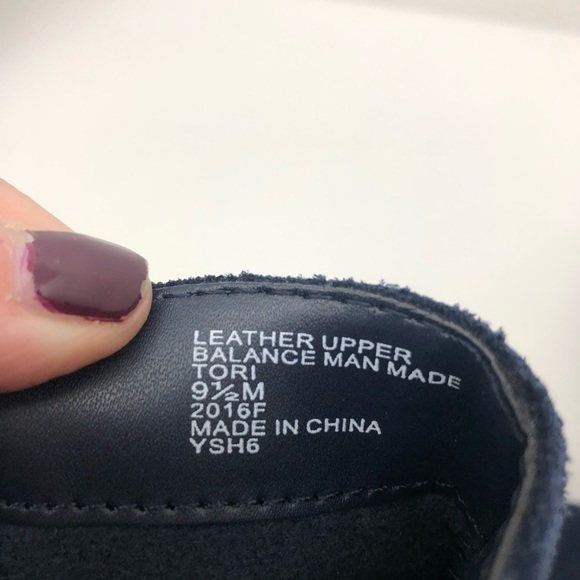 LEATHER UPPER
BALANCE MAN MADE
TORI
9½M
2016F
MADE IN CHINA
YSH6